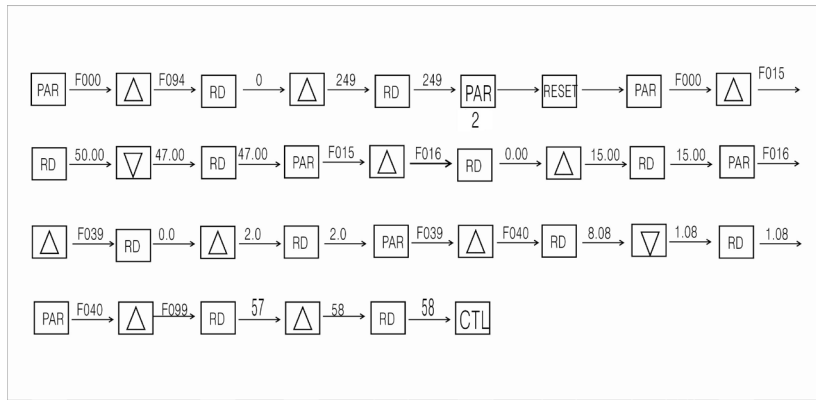 PAR F000 △ F094 RD 0 △ 249 RD 249 PAR RESET PAR F000 △ F015
2
RD 50.00 ▽ 47.00 RD 47.00 PAR F015 △ F016 RD 0.00 △ 15.00 RD 15.00 PAR F016
△ F039 RD 0.0 △ 2.0 RD 2.0 PAR F039 △ F040 RD 8.08 ▽ 1.08 RD 1.08
PAR F040 △ F099 RD 57 △ 58 RD 58 CTL